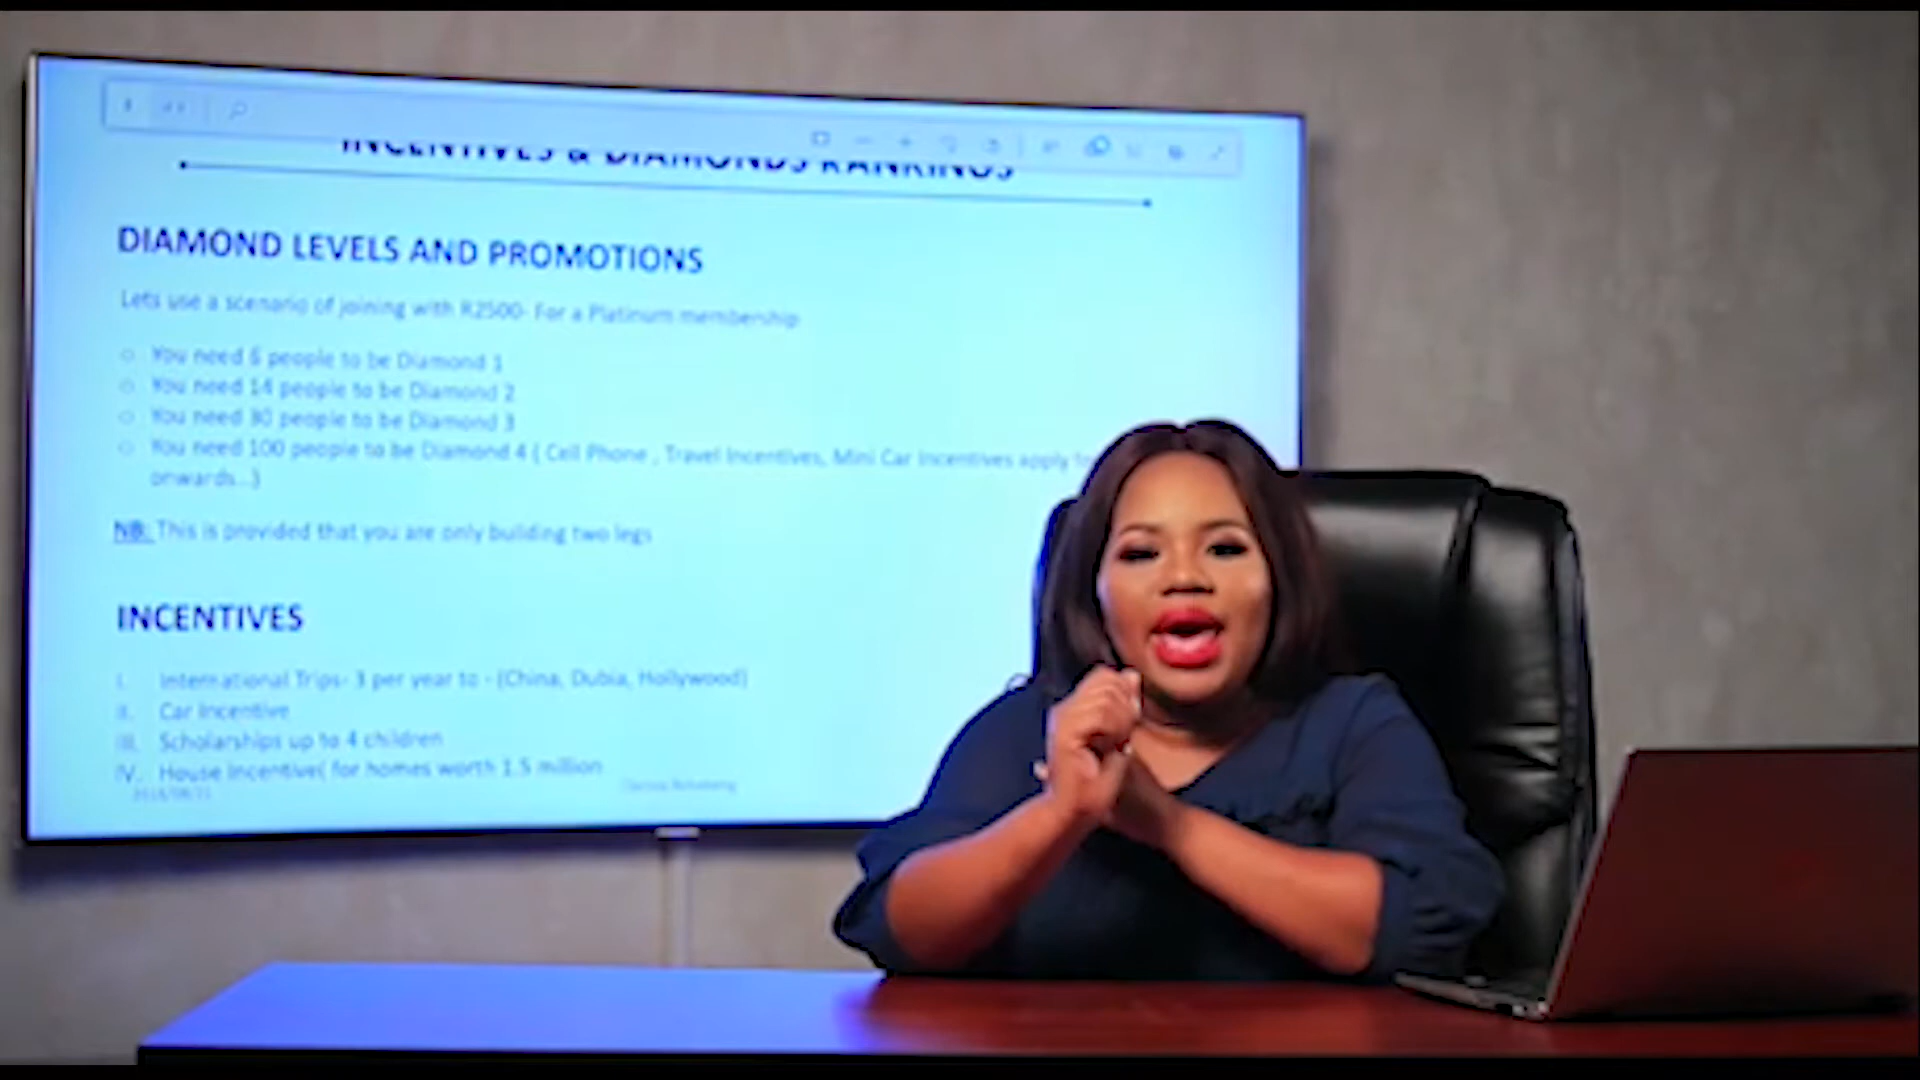 INCENTIVES & DIAMONDS RANKINGS
DIAMOND LEVELS AND PROMOTIONS
Lets use a scenario of joining with R2500- For a Platinum membership
○ You need 6 people to be Diamond 1
○ You need 14 people to be Diamond 2
○ You need 30 people to be Diamond 3
○ You need 100 people to be Diamond 4 ( Cell Phone , Travel Incentives, Mini Car Incentives apply
onwards...)
NB: This is provided that you are only building two legs
INCENTIVES
I. International Trips- 3 per year to - (China, Dubia, Hollywood)
II. Car Incentive
III. Scholarships up to 4 children
IV. House Incentive( for homes worth 1.5 million